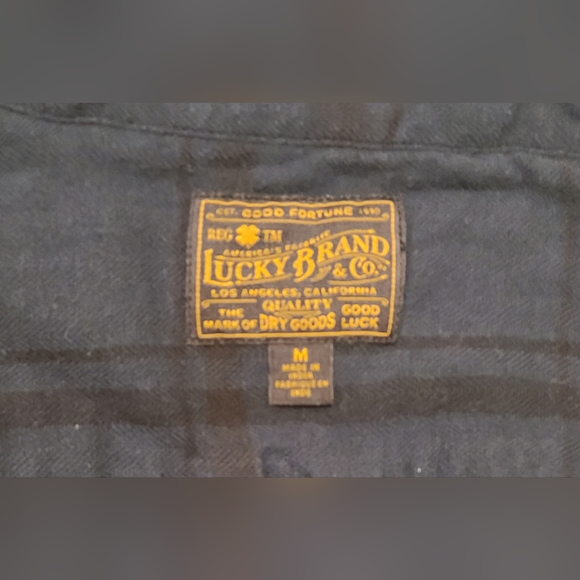 EST. GOOD FORTUNE 1990
REG TM
AMERICA'S FAVORITE
LUCKY BRAND
& CO.
LOS ANGELES, CALIFORNIA
QUALITY
THE MARK OF DRY GOODS GOOD LUCK
M
MADE IN
INDIA
FABRIQUE EN
INDE